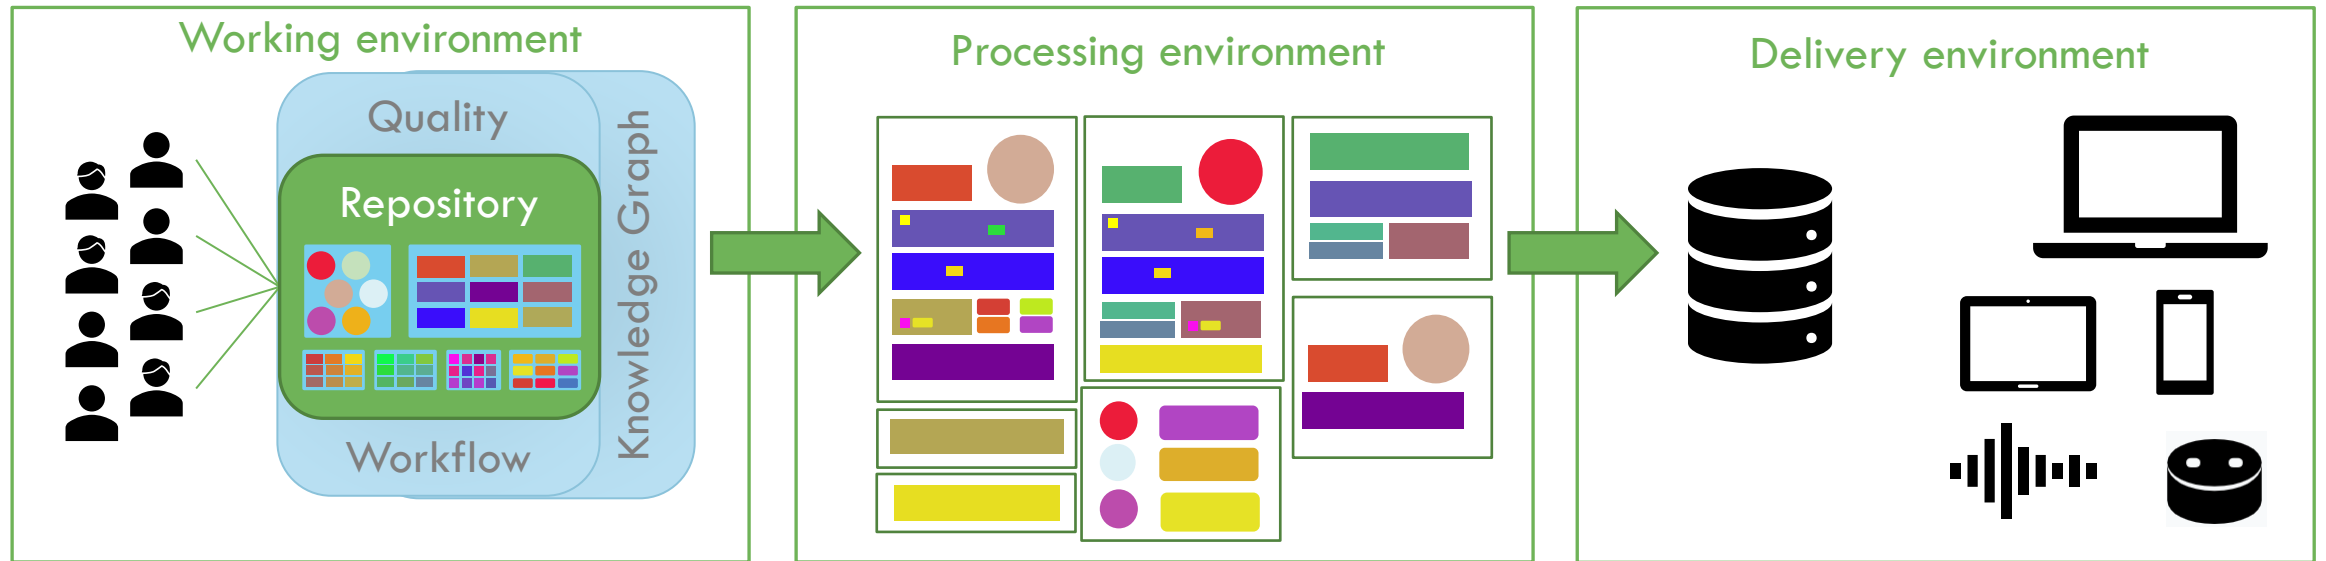 Working environment
Quality
Repository
Workflow
Knowledge Graph
Processing environment
Delivery environment